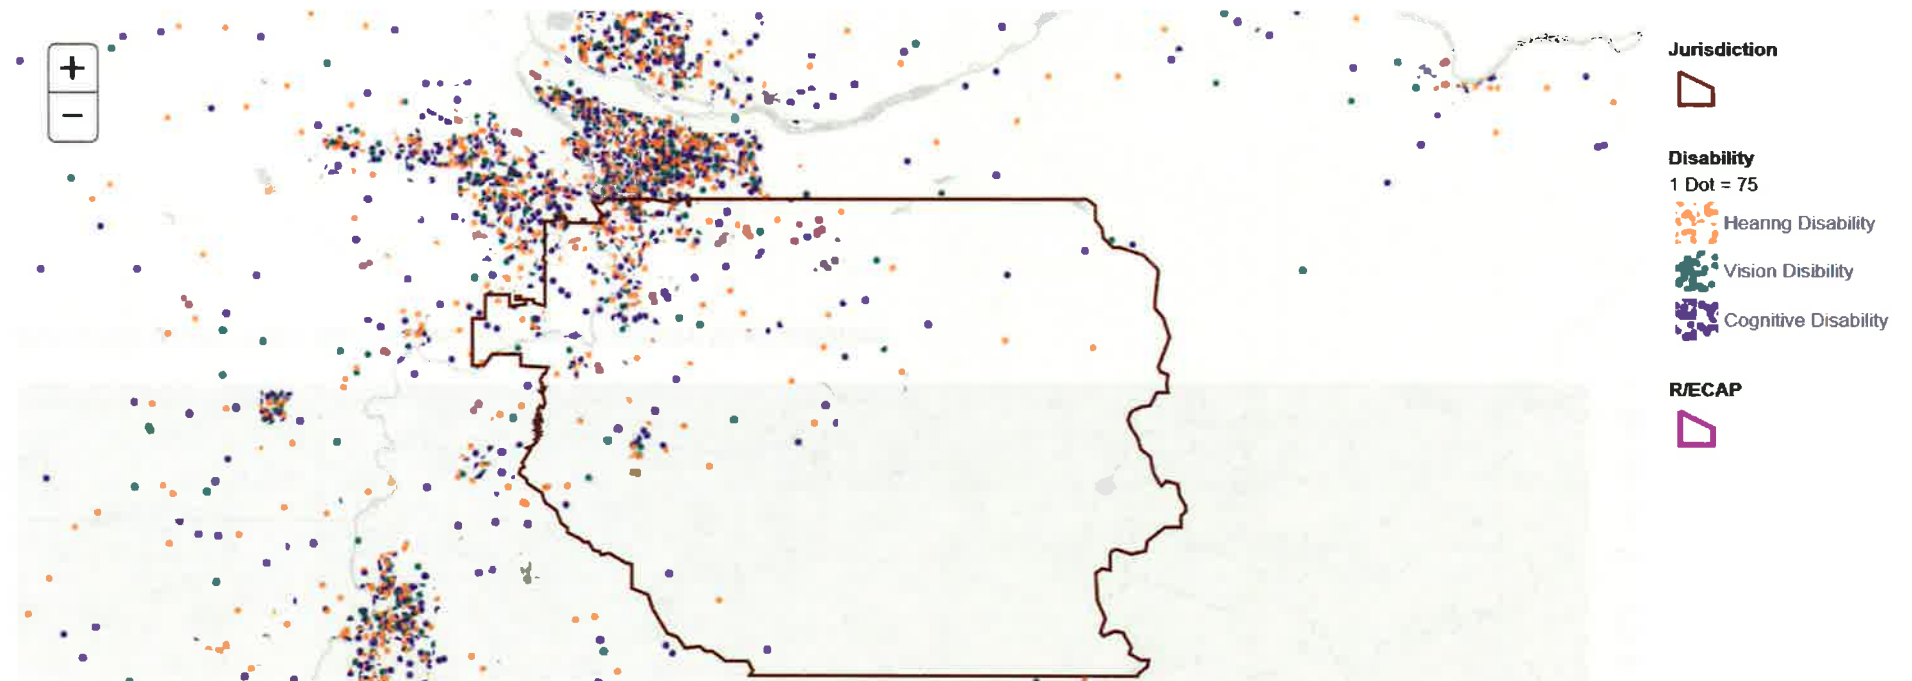 +
−
Jurisdiction
Disability
1 Dot = 75
Hearing Disability
Vision Disibility
Cognitive Disability
R/ECAP